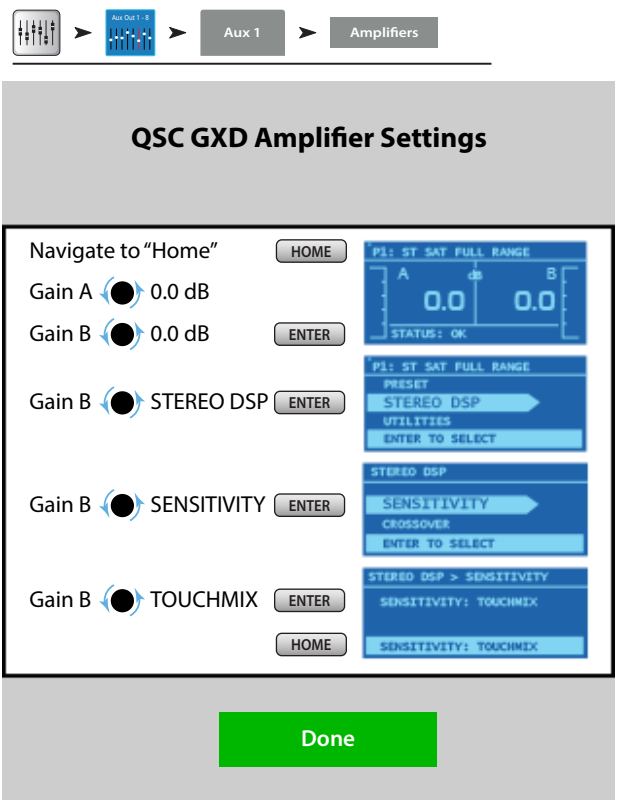 Aux Out 1 - 8
Aux 1
Amplifiers
QSC GXD Amplifier Settings
Navigate to “Home” HOME
P1: ST SAT FULL RANGE
A dB B
0.0 0.0
STATUS: OK
Gain A 0.0 dB
Gain B 0.0 dB ENTER
P1: ST SAT FULL RANGE
PRESET
STEREO DSP
UTILITIES
ENTER TO SELECT
Gain B STEREO DSP ENTER
STEREO DSP
SENSITIVITY
CROSSOVER
ENTER TO SELECT
Gain B SENSITIVITY ENTER
STEREO DSP > SENSITIVITY
SENSITIVITY: TOUCHMIX
SENSITIVITY: TOUCHMIX
Gain B TOUCHMIX ENTER
HOME
Done